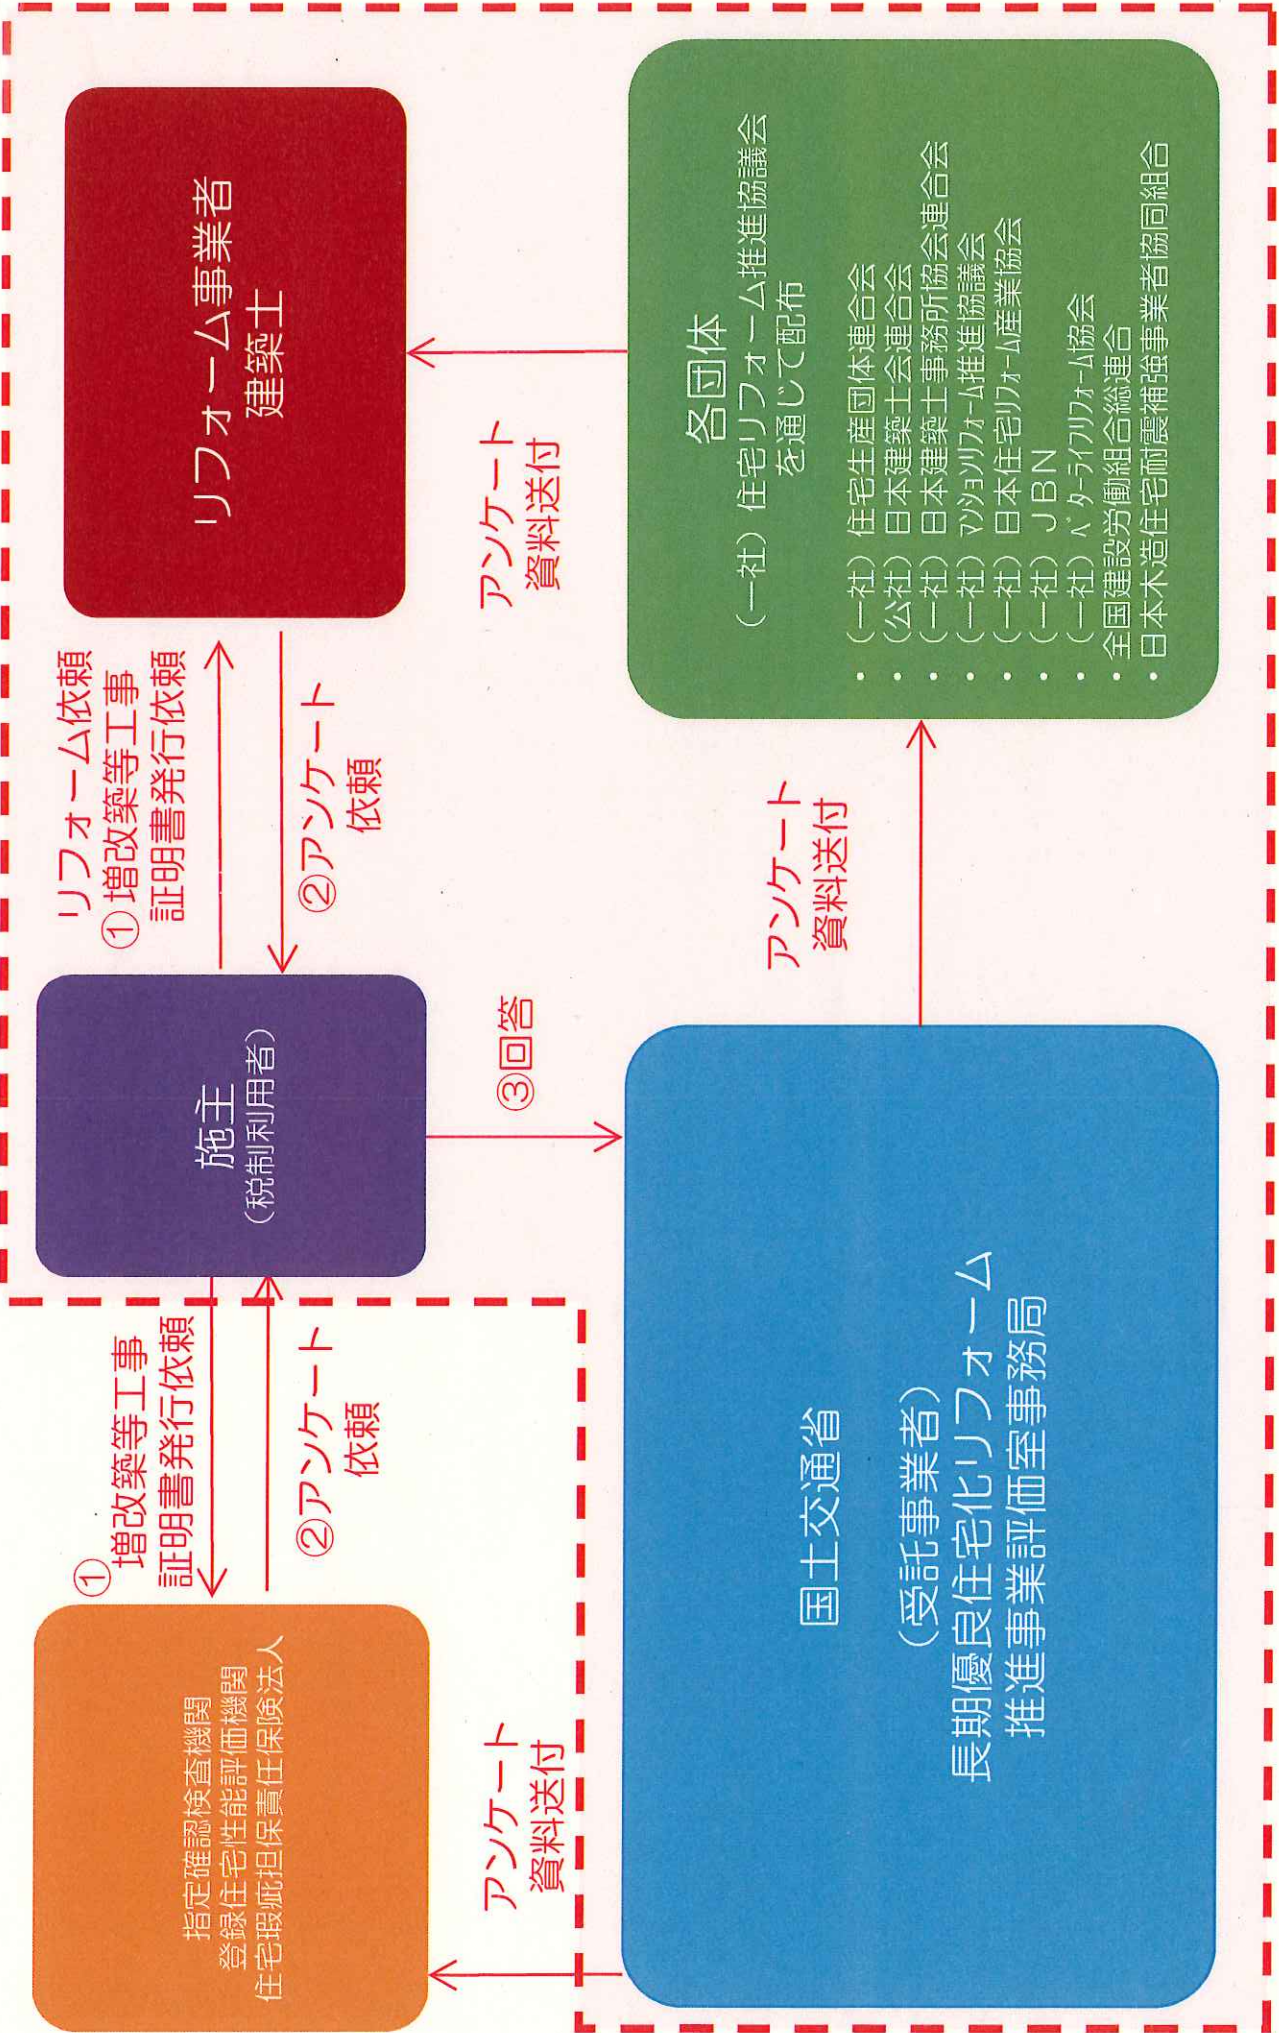 指定確認検査機関
登録住宅性能評価機関
住宅瑕疵担保責任保険法人
①
増改築等工事
証明書発行依頼
②アンケート
依頼
施主
(税制利用者)
リフォーム依頼
①増改築等工事
証明書発行依頼
②アンケート
依頼
リフォーム事業者
建築士
アンケート
資料送付
③回答
アンケート
資料送付
国土交通省
(受託事業者)
長期優良住宅化リフォーム
推進事業評価室事務局
アンケート
資料送付
各団体
(一社)住宅リフォーム推進協議会
を通じて配布
・(一社)住宅生産団体連合会
・(公社)日本建築士会連合会
・(一社)日本建築士事務所協会連合会
・(一社)マンションリフォーム推進協議会
・(一社)日本住宅リフォーム産業協会
・(一社)JBN
・(一社)ベターライフリフォーム協会
・全国建設労働組合総連合
・日本木造住宅耐震補強事業者協同組合